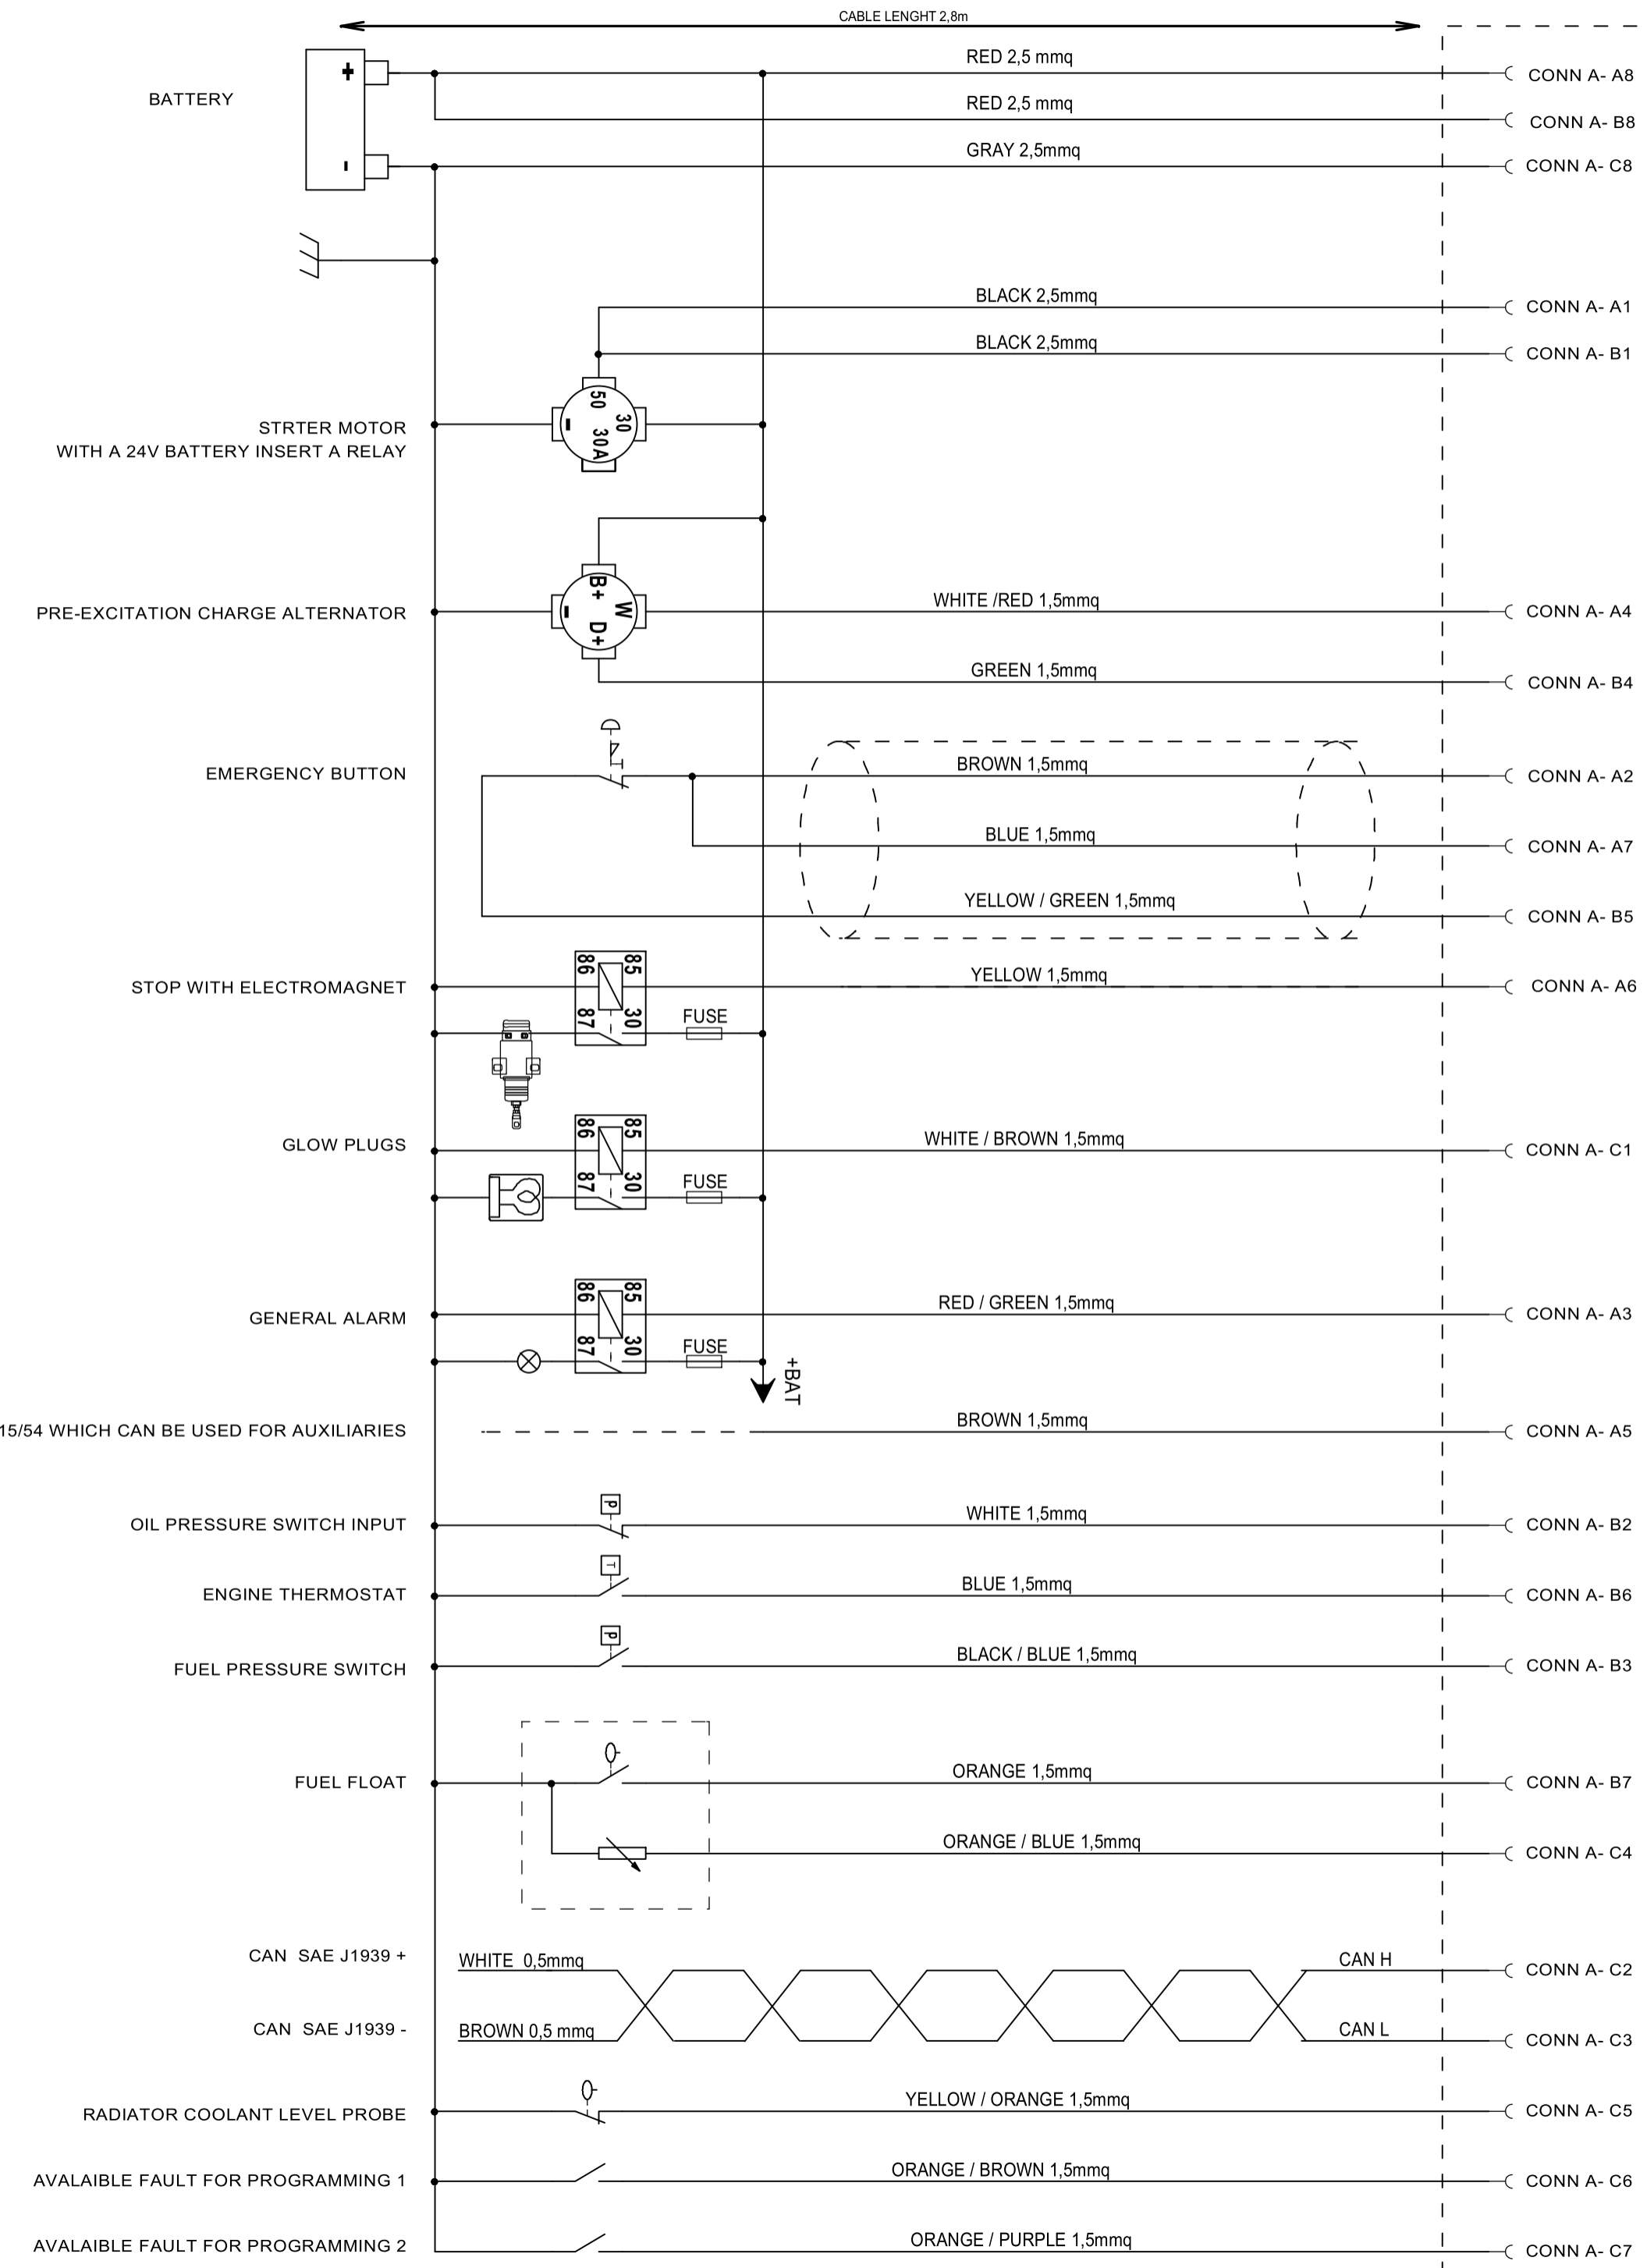 CABLE LENGHT 2,8m
BATTERY
+
-
RED 2,5 mmq
CONN A- A8
RED 2,5 mmq
CONN A- B8
GRAY 2,5mmq
CONN A- C8
BLACK 2,5mmq
CONN A- A1
BLACK 2,5mmq
CONN A- B1
STRTER MOTOR
WITH A 24V BATTERY INSERT A RELAY
50
30
30A
-
PRE-EXCITATION CHARGE ALTERNATOR
B+
W
D+
-
WHITE /RED 1,5mmq
CONN A- A4
GREEN 1,5mmq
CONN A- B4
EMERGENCY BUTTON
BROWN 1,5mmq
CONN A- A2
BLUE 1,5mmq
CONN A- A7
YELLOW / GREEN 1,5mmq
CONN A- B5
STOP WITH ELECTROMAGNET
86
85
87
30
FUSE
YELLOW 1,5mmq
CONN A- A6
GLOW PLUGS
86
85
87
30
FUSE
WHITE / BROWN 1,5mmq
CONN A- C1
GENERAL ALARM
86
85
87
30
FUSE
RED / GREEN 1,5mmq
CONN A- A3
+BAT
15/54 WHICH CAN BE USED FOR AUXILIARIES
BROWN 1,5mmq
CONN A- A5
OIL PRESSURE SWITCH INPUT
P
WHITE 1,5mmq
CONN A- B2
ENGINE THERMOSTAT
T
BLUE 1,5mmq
CONN A- B6
FUEL PRESSURE SWITCH
P
BLACK / BLUE 1,5mmq
CONN A- B3
FUEL FLOAT
ORANGE 1,5mmq
CONN A- B7
ORANGE / BLUE 1,5mmq
CONN A- C4
CAN SAE J1939 +
WHITE 0,5mmq
CAN H
CONN A- C2
CAN SAE J1939 -
BROWN 0,5 mmq
CAN L
CONN A- C3
RADIATOR COOLANT LEVEL PROBE
YELLOW / ORANGE 1,5mmq
CONN A- C5
AVALAIBLE FAULT FOR PROGRAMMING 1
ORANGE / BROWN 1,5mmq
CONN A- C6
AVALAIBLE FAULT FOR PROGRAMMING 2
ORANGE / PURPLE 1,5mmq
CONN A- C7